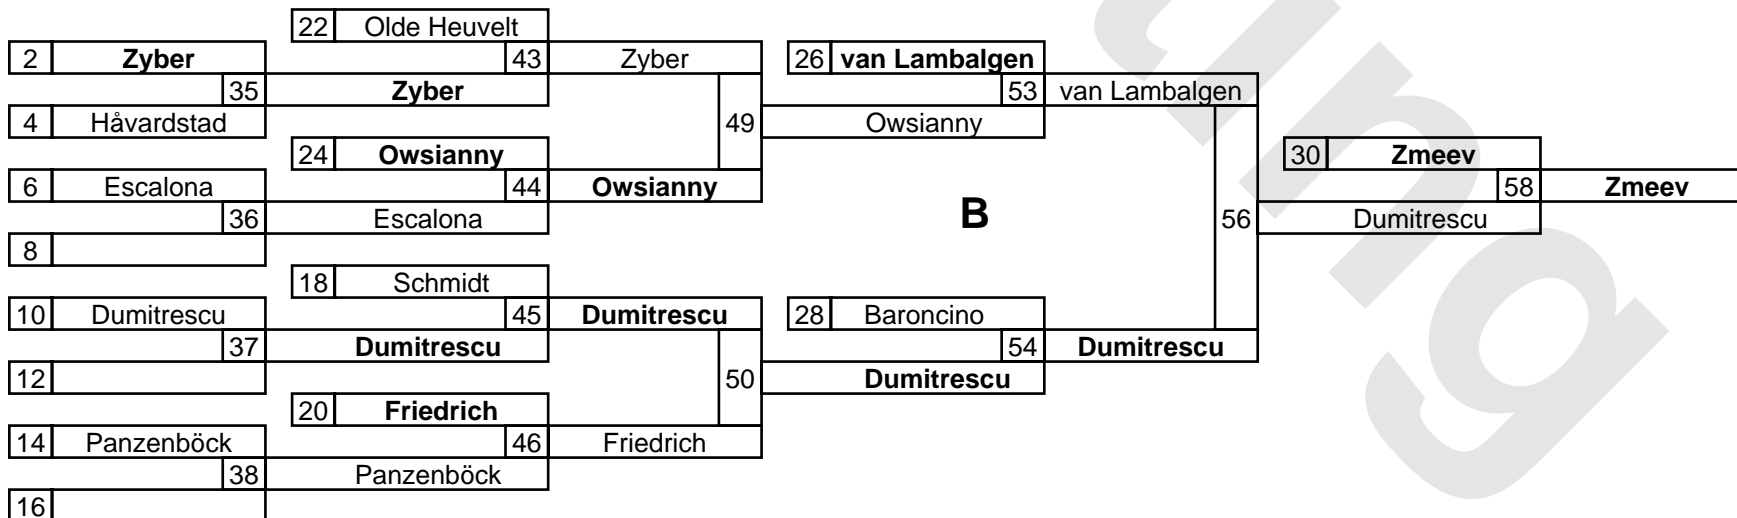 22 Olde Heuvelt
2 Zyber 43 Zyber 26 van Lambalgen
35 Zyber 53 van Lambalgen
4 Håvardstad 49 Owsianny
24 Owsianny 30 Zmeev
6 Escalona 44 Owsianny 58 Zmeev
36 Escalona B 56 Dumitrescu
8
18 Schmidt
10 Dumitrescu 45 Dumitrescu 28 Baroncino
37 Dumitrescu 54 Dumitrescu
12 50 Dumitrescu
20 Friedrich
14 Panzenböck 46 Friedrich
38 Panzenböck
16
ung